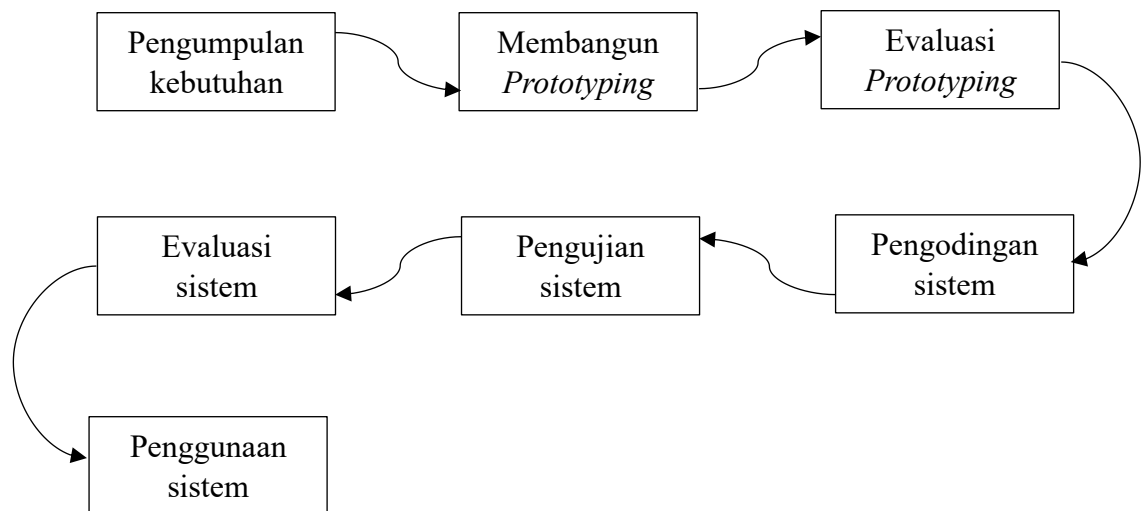 Pengumpulan
kebutuhan
Membangun
Prototyping
Evaluasi
Prototyping
Pengodingan
sistem
Pengujian
sistem
Evaluasi
sistem
Penggunaan
sistem